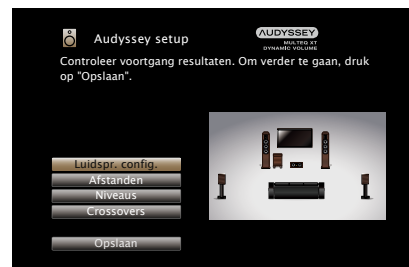 Audyssey setup
AUDYSSEY
MULTEQ XT
DYNAMIC VOLUME
Controleer voortgang resultaten. Om verder te gaan, druk
op "Opslaan".
Luidspr. config.
Afstanden
Niveaus
Crossovers
Opslaan